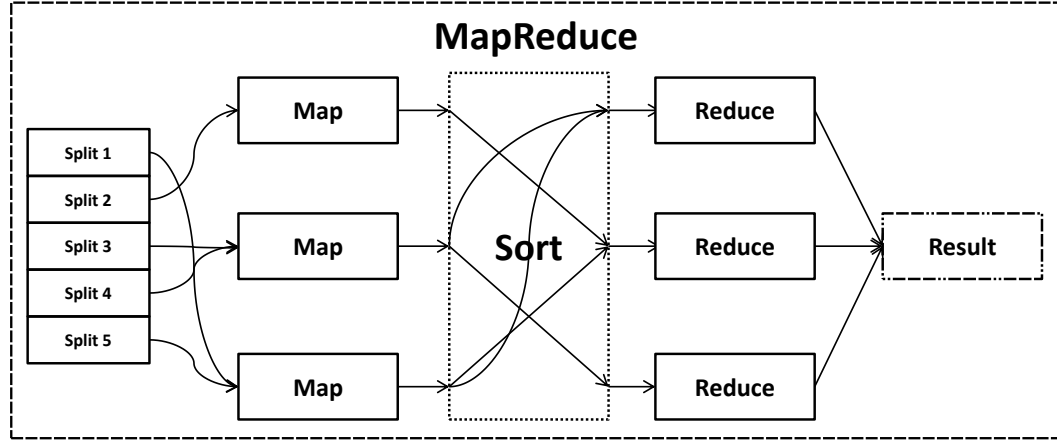 MapReduce
Split 1
Split 2
Split 3
Split 4
Split 5
Map
Map
Map
Sort
Reduce
Reduce
Reduce
Result